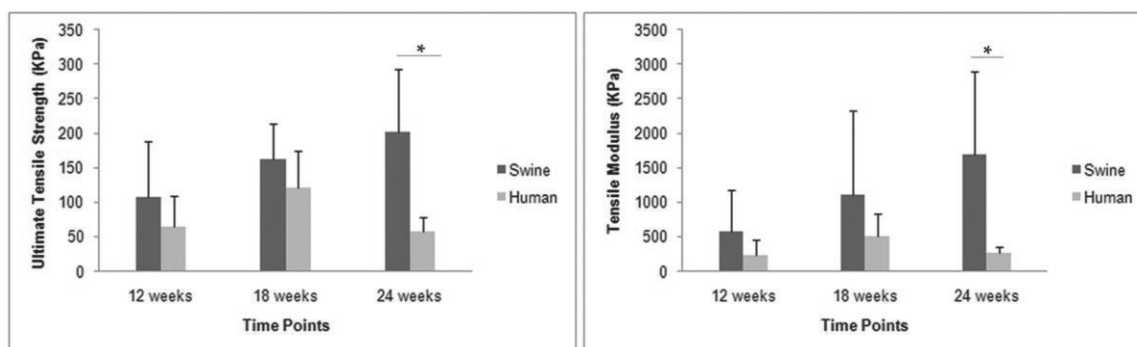 Ultimate Tensile Strength (KPa)
350
300
250
200
150
100
50
0
*
Swine
Human
12 weeks 18 weeks 24 weeks
Time Points
Tensile Modulus (KPa)
3500
3000
2500
2000
1500
1000
500
0
*
Swine
Human
12 weeks 18 weeks 24 weeks
Time Points